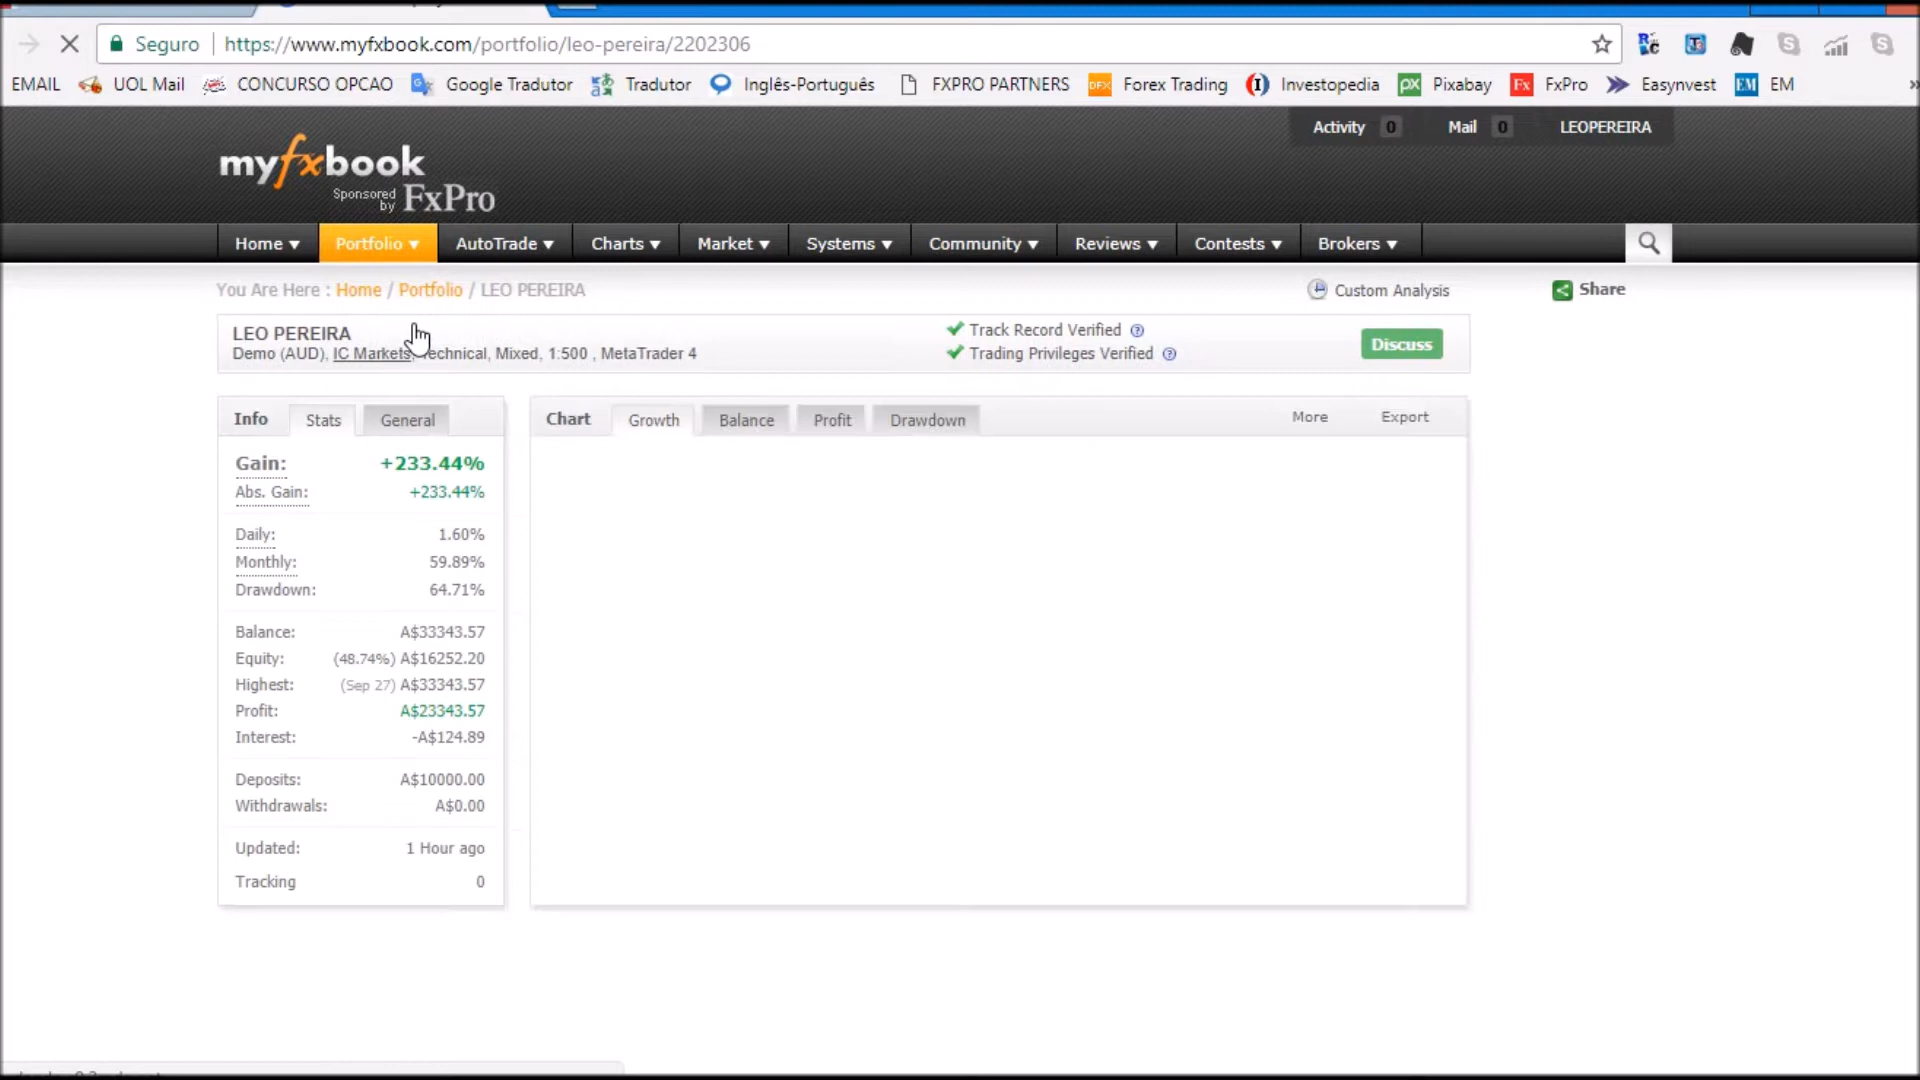 Seguro https://www.myfxbook.com/portfolio/leo-pereira/2202306
EMAIL UOL Mail CONCURSO OPCAO Google Tradutor Tradutor Inglês-Português FXPRO PARTNERS DFX Forex Trading Investopedia px Pixabay Fx FxPro Easynvest EM EM »
Activity 0 Mail 0 LEOPEREIRA
myfxbook
Sponsored by FxPro
Home ▼ Portfolio ▼ AutoTrade ▼ Charts ▼ Market ▼ Systems ▼ Community ▼ Reviews ▼ Contests ▼ Brokers ▼
You Are Here : Home / Portfolio / LEO PEREIRA Custom Analysis Share
LEO PEREIRA Track Record Verified ?
Demo (AUD), IC Markets, Technical, Mixed, 1:500 , MetaTrader 4 Trading Privileges Verified ?
Discuss
Info Stats General
Chart Growth Balance Profit Drawdown More Export
Gain: +233.44%
Abs. Gain: +233.44%
Daily: 1.60%
Monthly: 59.89%
Drawdown: 64.71%
Balance: A$33343.57
Equity: (48.74%) A$16252.20
Highest: (Sep 27) A$33343.57
Profit: A$23343.57
Interest: -A$124.89
Deposits: A$10000.00
Withdrawals: A$0.00
Updated: 1 Hour ago
Tracking 0